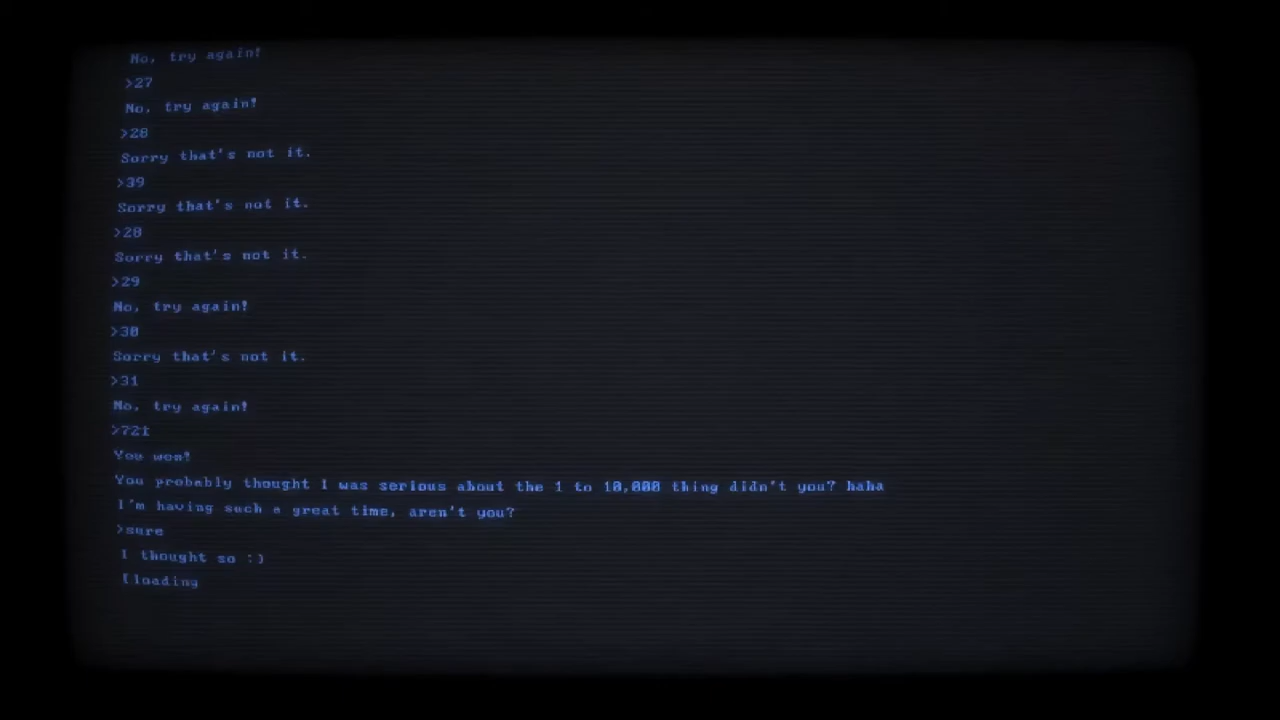 No, try again!
>27
No, try again!
>28
Sorry that's not it.
>39
Sorry that's not it.
>28
Sorry that's not it.
>29
No, try again!
>30
Sorry that's not it.
>31
No, try again!
>72t
You won!
You probably thought I was serious about the 1 to 10,000 thing didn't you? haha
I'm having such a great time, aren't you?
>sure
I thought so :)
[loading